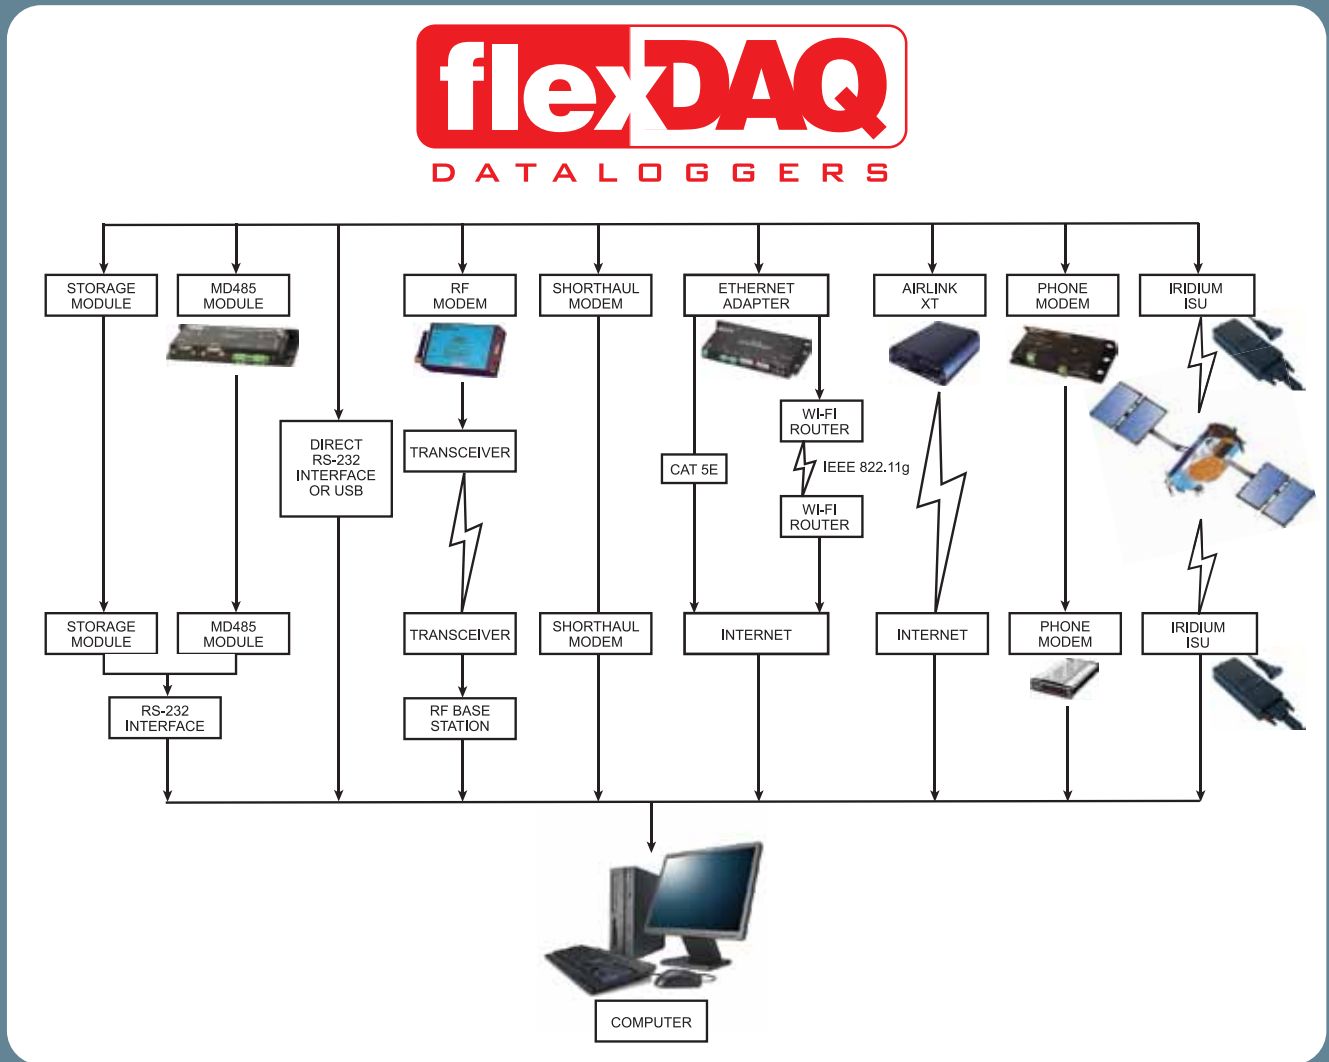 flexDAQ
DATALOGGERS
STORAGE
MODULE
MD485
MODULE
RF
MODEM
SHORTHAUL
MODEM
ETHERNET
ADAPTER
AIRLINK
XT
PHONE
MODEM
IRIDIUM
ISU
DIRECT
RS-232
INTERFACE
OR USB
TRANSCEIVER
CAT 5E
WI-FI
ROUTER
IEEE 822.11g
WI-FI
ROUTER
STORAGE
MODULE
MD485
MODULE
TRANSCEIVER
SHORTHAUL
MODEM
INTERNET
INTERNET
PHONE
MODEM
IRIDIUM
ISU
RS-232
INTERFACE
RF BASE
STATION
COMPUTER